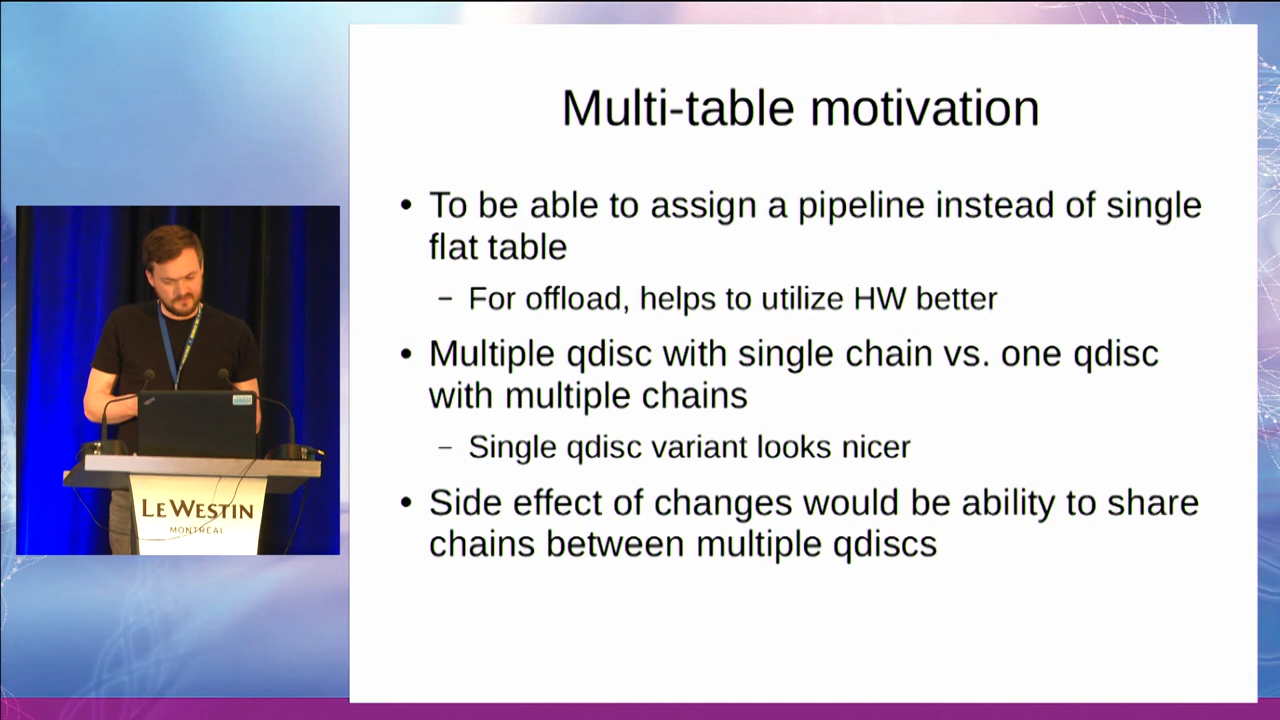 Multi-table motivation
• To be able to assign a pipeline instead of single
flat table
– For offload, helps to utilize HW better
• Multiple qdisc with single chain vs. one qdisc
with multiple chains
– Single qdisc variant looks nicer
• Side effect of changes would be ability to share
chains between multiple qdiscs
LE WESTIN
MONTRÉAL